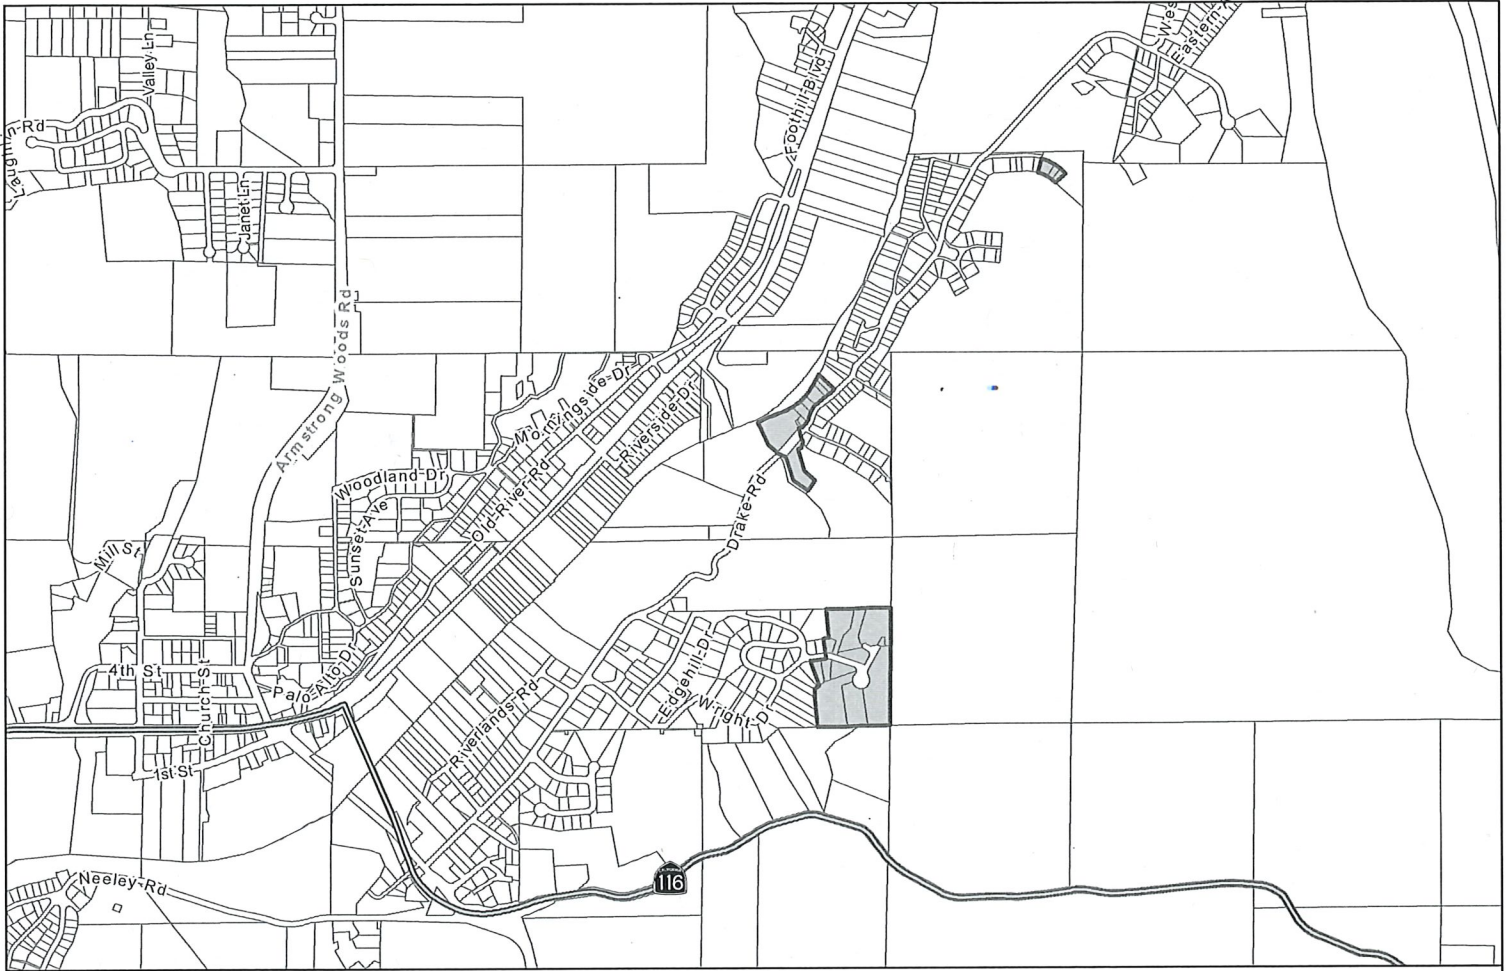 Wes
Eastern
Valley Ln
Foothill-Blvd
Laughlin-Rd
Janet-Ln
Armstrong Woods Rd
Morningside-Dr
Riverside-Dr
Woodland-Dr
Old-River-Rd
Sunset-Ave
Drake-Rd
Mill St
4th St
Church-St
Palo-Alto Dr
Edgehill-Dr
Wright-Dr
Riverlands-Rd
1st St
116
Neeley-Rd